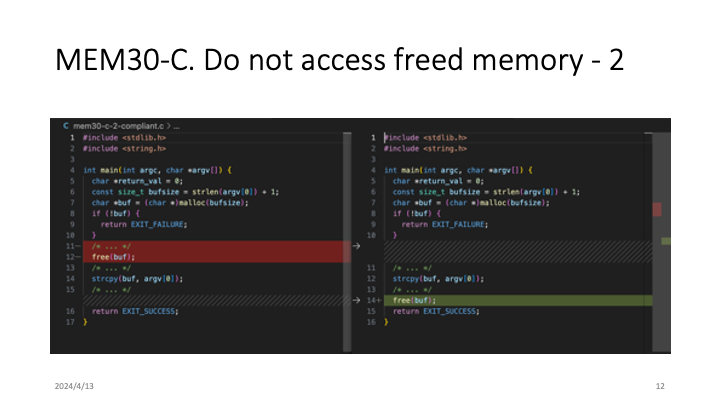 MEM30-C. Do not access freed memory - 2
C mem30-c-2-compliant.c > ...
1 #include <stdlib.h>
2 #include <string.h>
3
4 int main(int argc, char *argv[]) {
5 char *return_val = 0;
6 const size_t bufsize = strlen(argv[0]) + 1;
7 char *buf = (char *)malloc(bufsize);
8 if (!buf) {
9 return EXIT_FAILURE;
10 }
11- /* ... */
12- free(buf);
13 /* ... */
14 strcpy(buf, argv[0]);
15 /* ... */
16 return EXIT_SUCCESS;
17 }
1 #include <stdlib.h>
2 #include <string.h>
3
4 int main(int argc, char *argv[]) {
5 char *return_val = 0;
6 const size_t bufsize = strlen(argv[0]) + 1;
7 char *buf = (char *)malloc(bufsize);
8 if (!buf) {
9 return EXIT_FAILURE;
10 }
11 /* ... */
12 strcpy(buf, argv[0]);
13 /* ... */
14+ free(buf);
15 return EXIT_SUCCESS;
16 }
2024/4/13
12